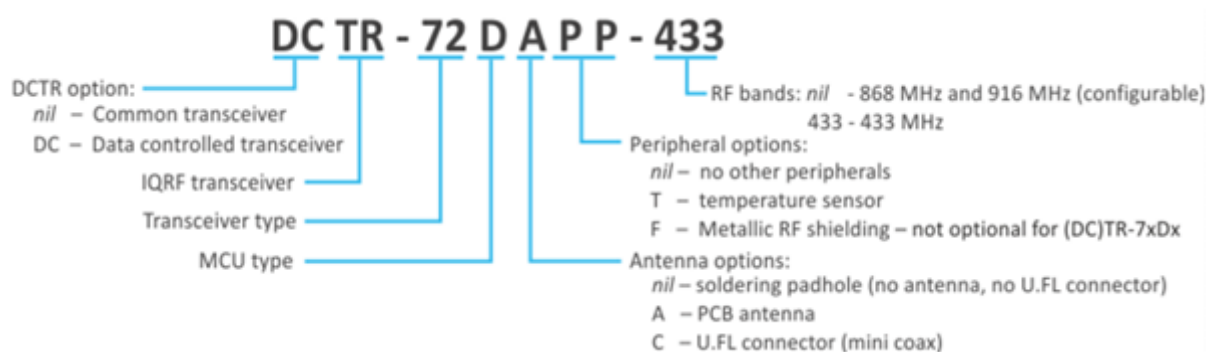 DC TR - 72 D A P P - 433
DCTR option:
nil – Common transceiver
DC – Data controlled transceiver
IQRF transceiver
Transceiver type
MCU type
RF bands: nil - 868 MHz and 916 MHz (configurable)
433 - 433 MHz
Peripheral options:
nil – no other peripherals
T – temperature sensor
F – Metallic RF shielding – not optional for (DC)TR-7xDx
Antenna options:
nil – soldering padhole (no antenna, no U.FL connector)
A – PCB antenna
C – U.FL connector (mini coax)